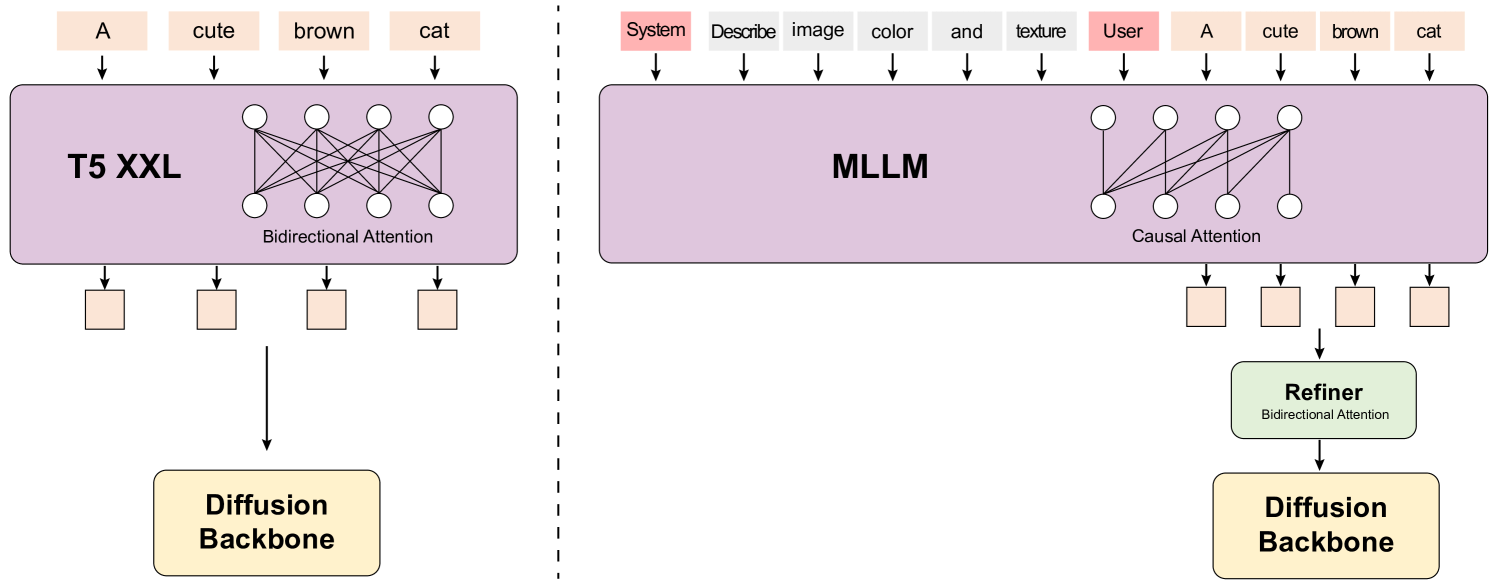 A cute brown cat
T5 XXL
Bidirectional Attention
Diffusion
Backbone
System Describe image color and texture User A cute brown cat
MLLM
Causal Attention
Refiner
Bidirectional Attention
Diffusion
Backbone